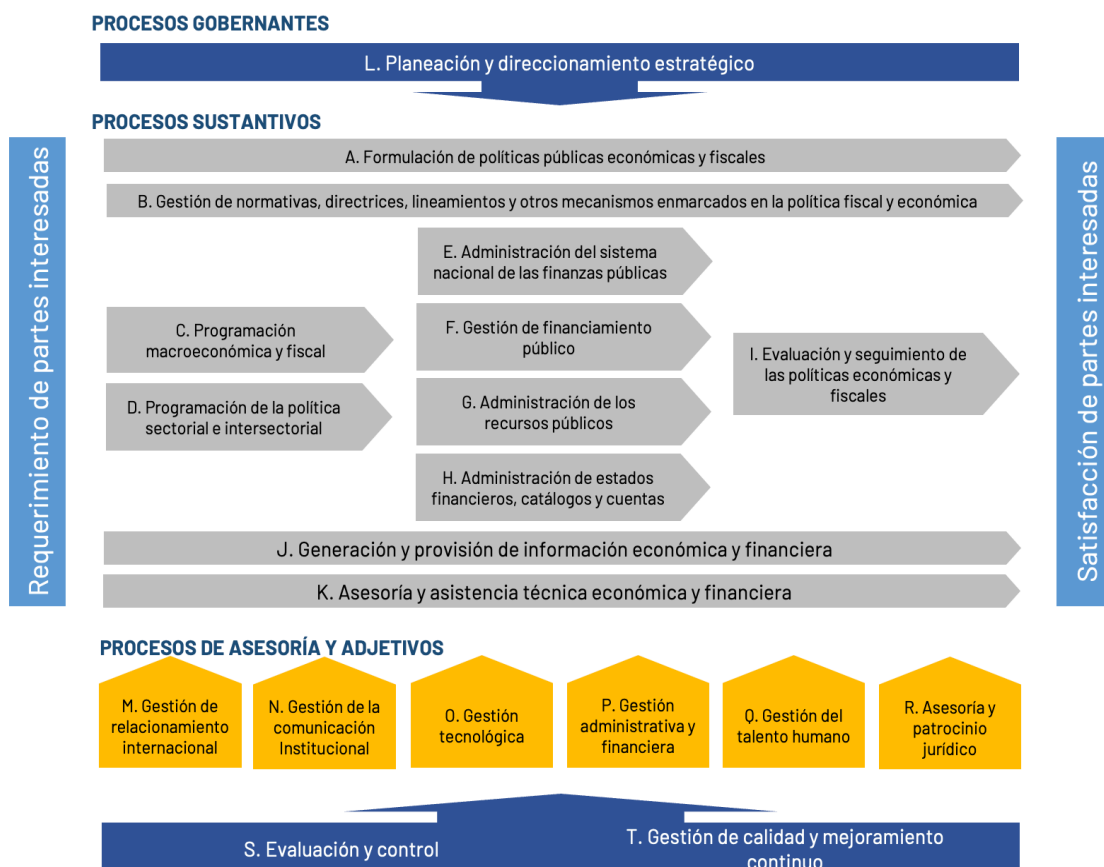 PROCESOS GOBERNANTES
L. Planeación y direccionamiento estratégico
PROCESOS SUSTANTIVOS
Requerimiento de partes interesadas
A. Formulación de políticas públicas económicas y fiscales
B. Gestión de normativas, directrices, lineamientos y otros mecanismos enmarcados en la política fiscal y económica
C. Programación
macroeconómica y fiscal
D. Programación de la política
sectorial e intersectorial
E. Administración del sistema
nacional de las finanzas públicas
F. Gestión de financiamiento
público
G. Administración de los
recursos públicos
H. Administración de estados
financieros, catálogos y cuentas
I. Evaluación y seguimiento de
las políticas económicas y
fiscales
J. Generación y provisión de información económica y financiera
K. Asesoría y asistencia técnica económica y financiera
Satisfacción de partes interesadas
PROCESOS DE ASESORÍA Y ADJETIVOS
M. Gestión de
relacionamiento
internacional
N. Gestión de la
comunicación
Institucional
O. Gestión
tecnológica
P. Gestión
administrativa y
financiera
Q. Gestión del
talento humano
R. Asesoría y
patrocinio
jurídico
S. Evaluación y control
T. Gestión de calidad y mejoramiento
continuo